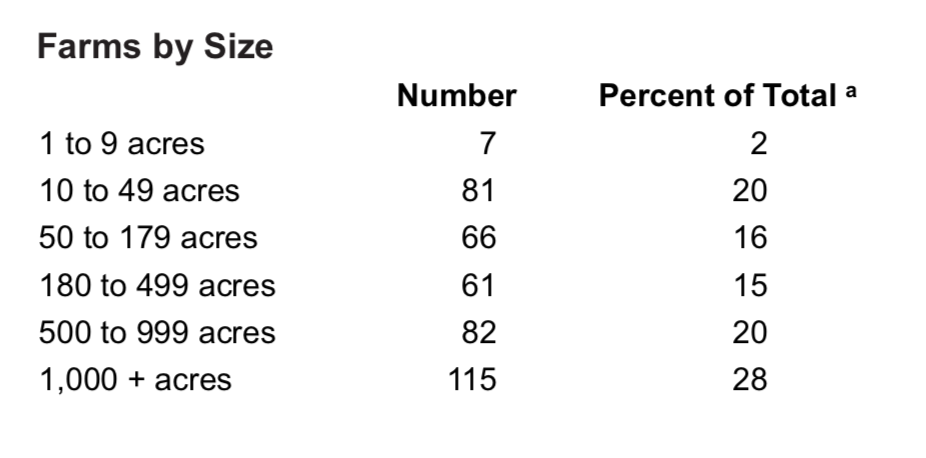 Farms by Size
Number Percent of Total a
1 to 9 acres 7 2
10 to 49 acres 81 20
50 to 179 acres 66 16
180 to 499 acres 61 15
500 to 999 acres 82 20
1,000 + acres 115 28